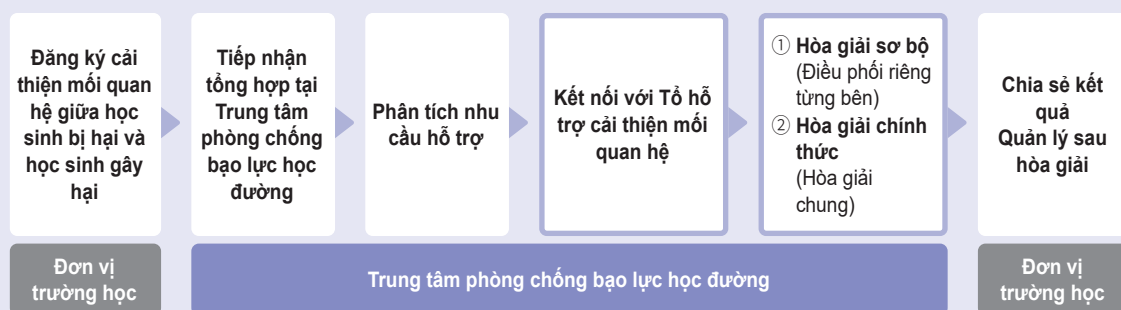 Đăng ký cải
thiện mối quan
hệ giữa học
sinh bị hại và
học sinh gây
hại
Tiếp nhận
tổng hợp tại
Trung tâm
phòng chống
bạo lực học
đường
Phân tích nhu
cầu hỗ trợ
Kết nối với Tổ hỗ
trợ cải thiện mối
quan hệ
① Hòa giải sơ bộ
(Điều phối riêng
từng bên)
② Hòa giải chính
thức
(Hòa giải
chung)
Chia sẻ kết
quả
Quản lý sau
hòa giải
Đơn vị
trường học
Trung tâm phòng chống bạo lực học đường
Đơn vị
trường học